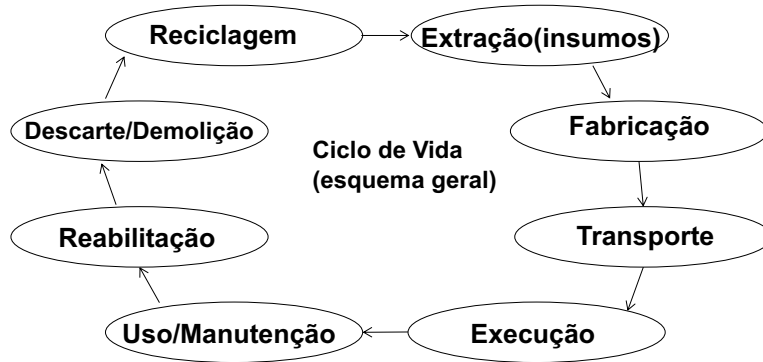 Reciclagem
Extração(insumos)
Descarte/Demolição
Fabricação
Ciclo de Vida
(esquema geral)
Reabilitação
Transporte
Uso/Manutenção
Execução